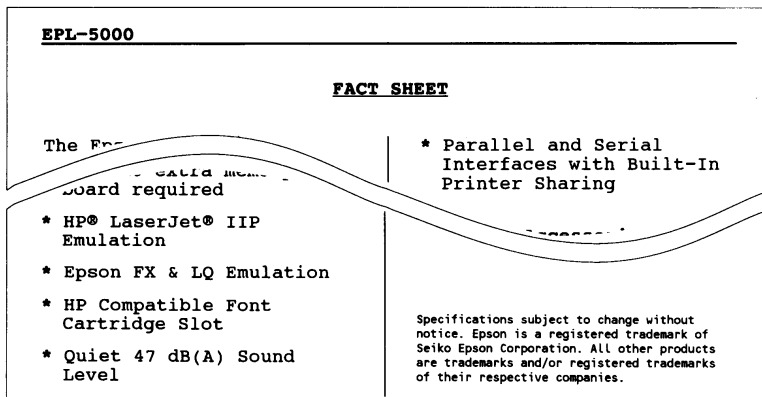 EPL-5000
FACT SHEET
The
extra
board required
* HP® LaserJet® IIP
Emulation
* Epson FX & LQ Emulation
* HP Compatible Font
Cartridge Slot
* Quiet 47 dB(A) Sound
Level
* Parallel and Serial
Interfaces with Built-In
Printer Sharing
Specifications subject to change without
notice. Epson is a registered trademark of
Seiko Epson Corporation. All other products
are trademarks and/or registered trademarks
of their respective companies.